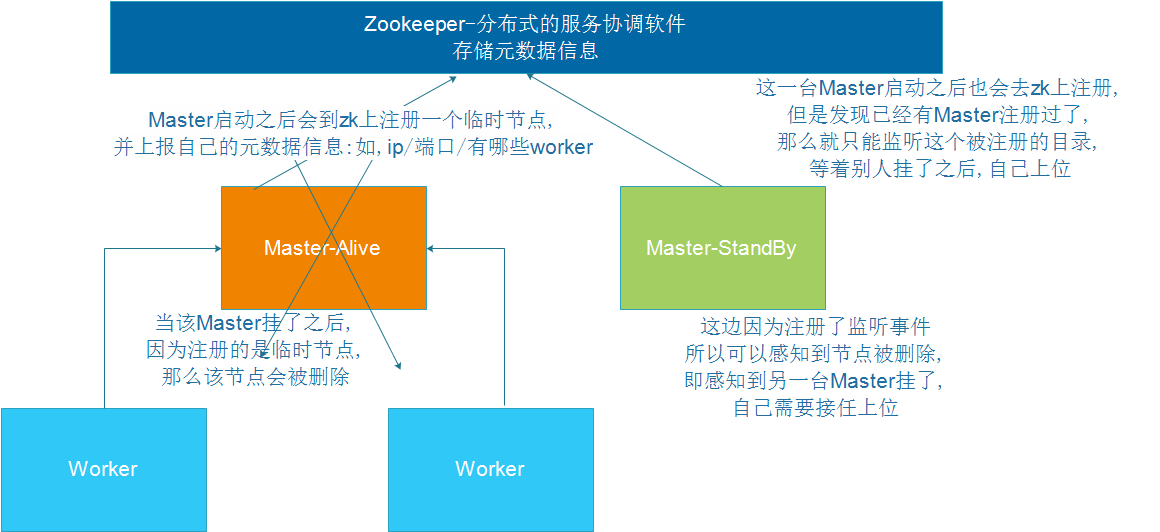 Zookeeper-分布式的服务协调软件
存储元数据信息
这一台Master启动之后也会去zk上注册,
但是发现已经有Master注册过了,
那么就只能监听这个被注册的目录,
等着别人挂了之后,自己上位
Master启动之后会到zk上注册一个临时节点,
并上报自己的元数据信息:如, ip/端口/有哪些worker
Master-Alive
Master-StandBy
当该Master挂了之后,
因为注册的是临时节点,
那么该节点会被删除
这边因为注册了监听事件
所以可以感知到节点被删除,
即感知到另一台Master挂了,
自己需要接任上位
Worker
Worker